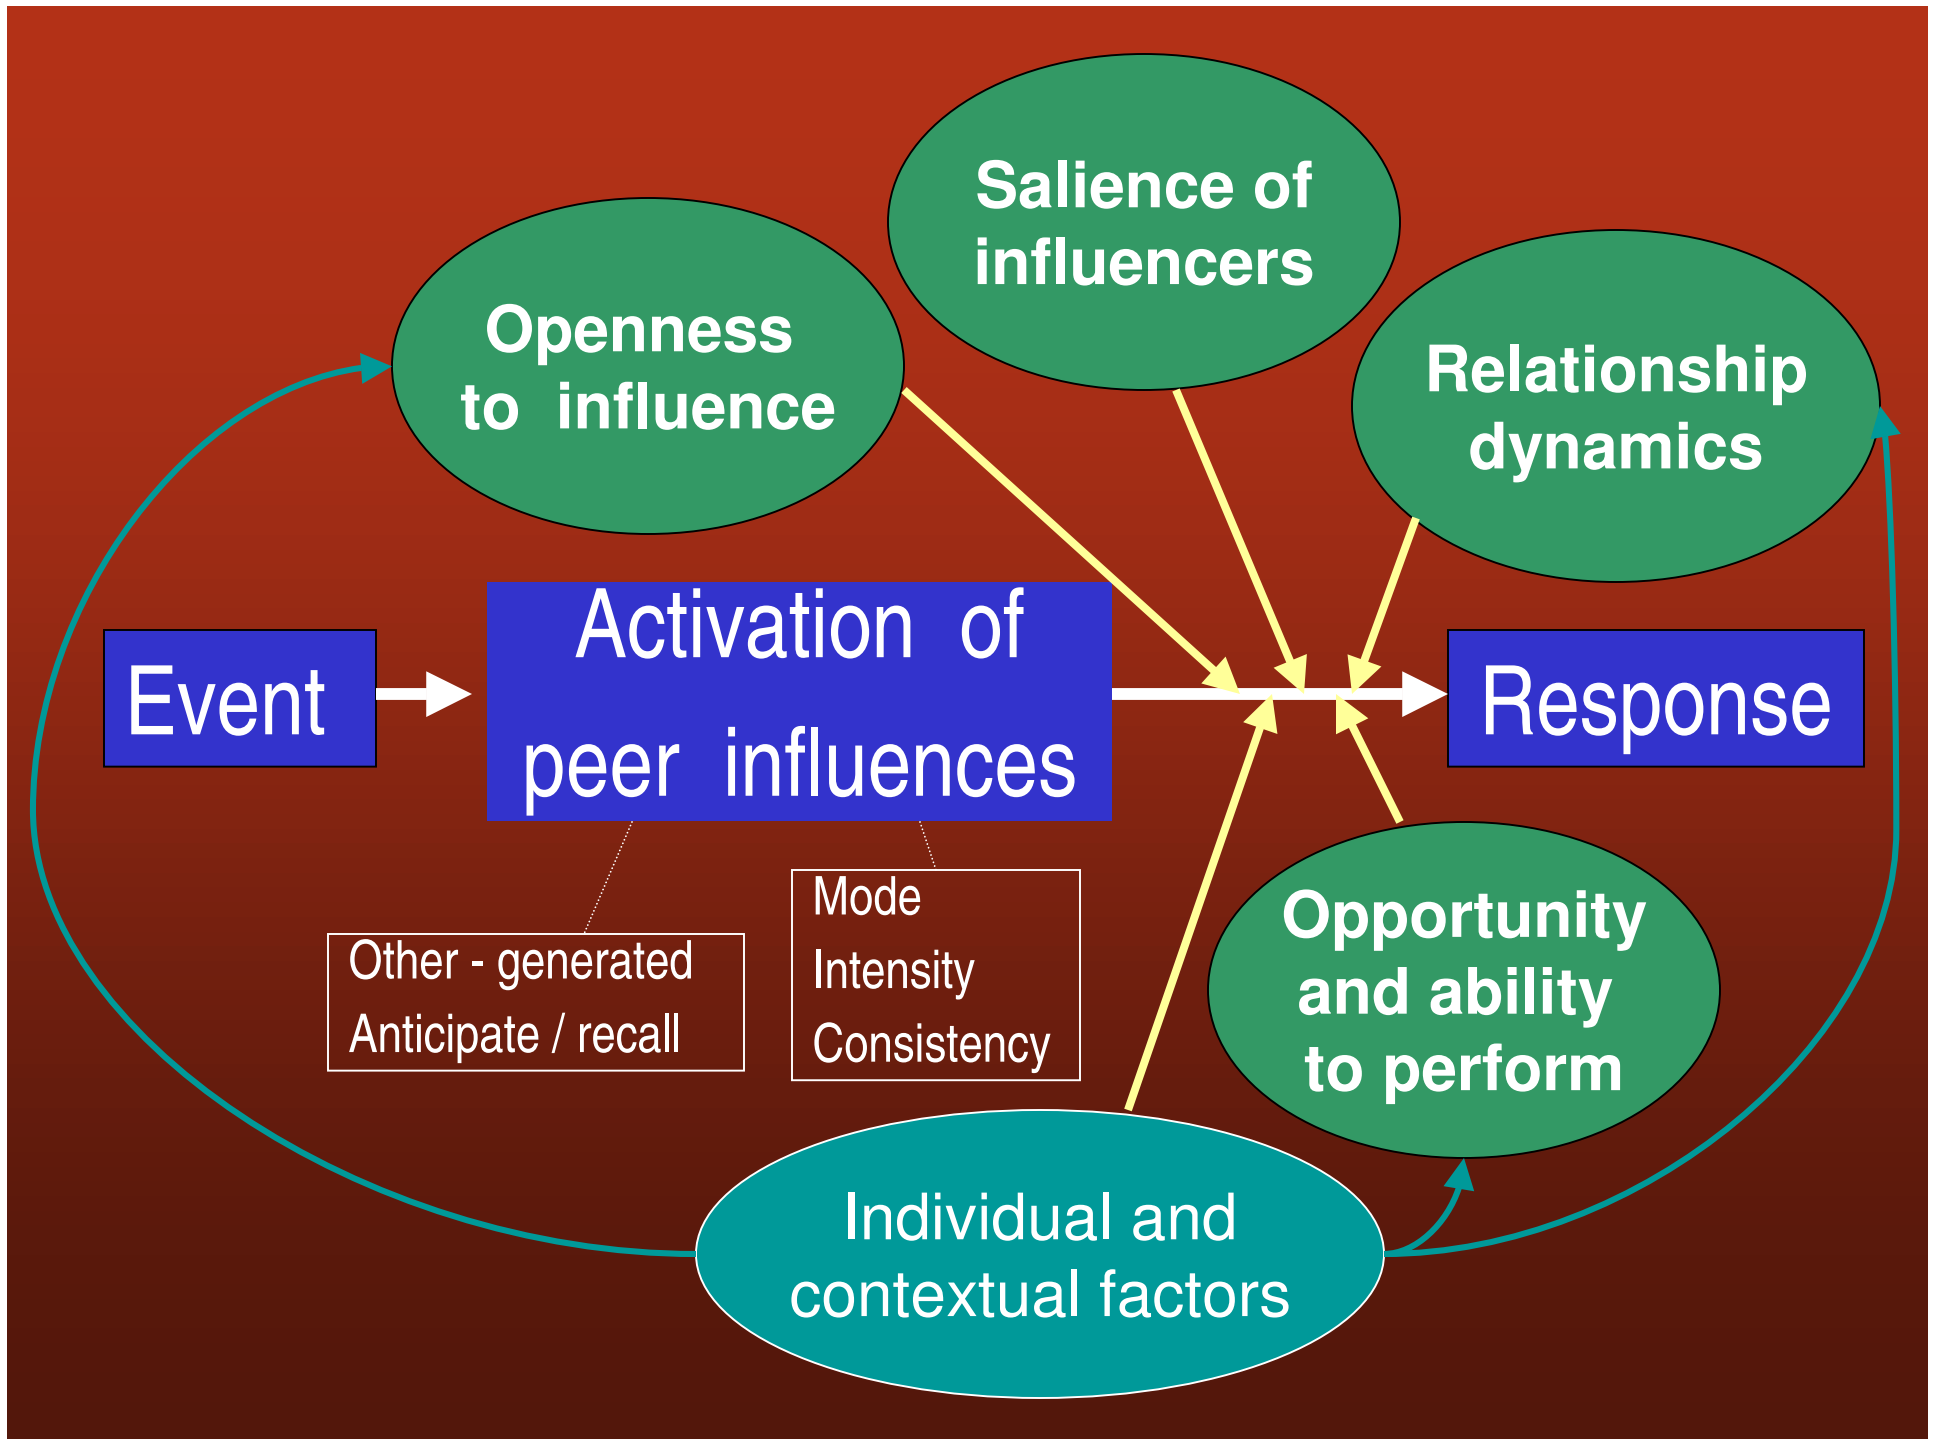 Salience of
influencers
Openness
to influence
Relationship
dynamics
Event
Activation of
peer influences
Response
Other - generated
Anticipate / recall
Mode
Intensity
Consistency
Opportunity
and ability
to perform
Individual and
contextual factors